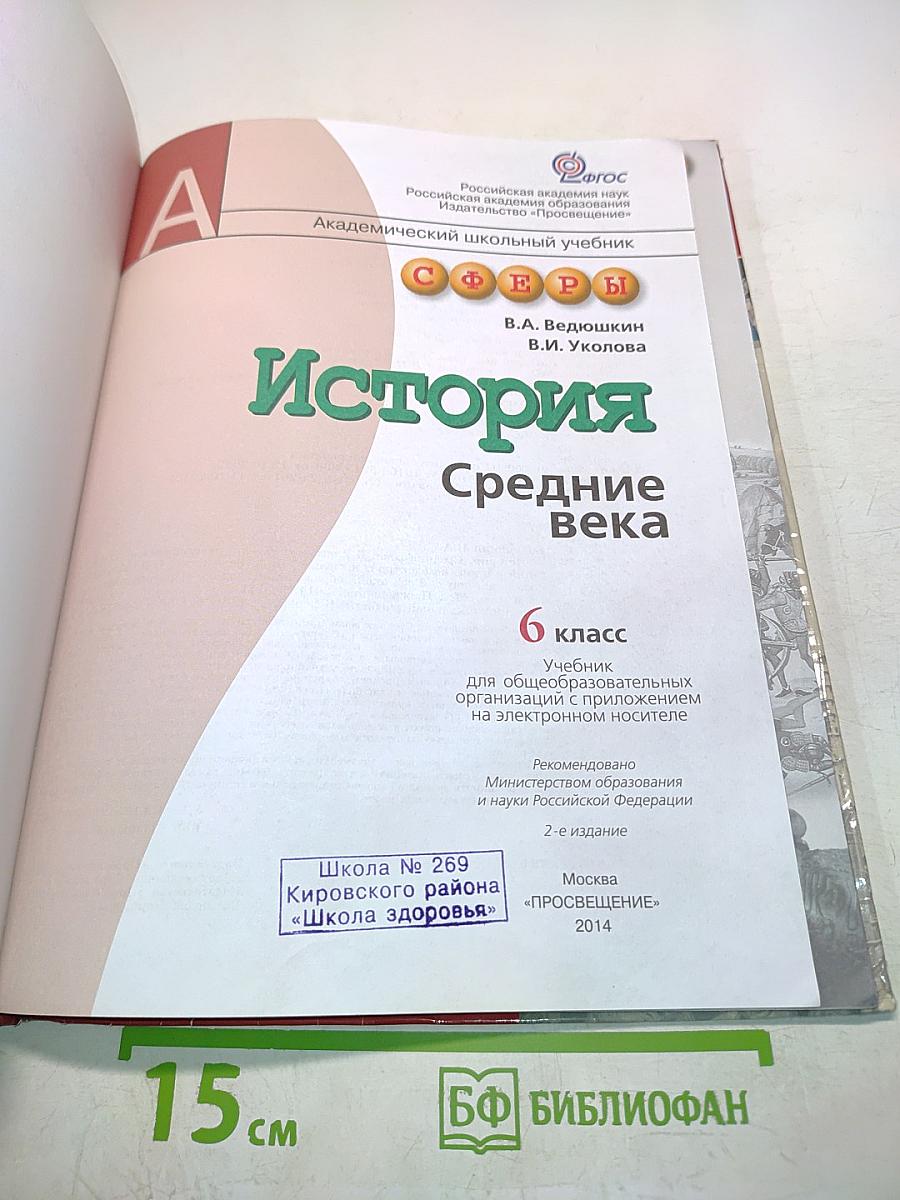 А
ФГОС
Российская академия наук
Российская академия образования
Издательство «Просвещение»
Академический школьный учебник
СФЕРЫ
В.А. Ведюшкин
В.И. Уколова
История
Средние
века
6 класс
Учебник
для общеобразовательных
организаций с приложением
на электронном носителе
Рекомендовано
Министерством образования
и науки Российской Федерации
2-е издание
Школа № 269
Кировского района
«Школа здоровья»
Москва
«ПРОСВЕЩЕНИЕ»
2014
15 см
БФ БИБЛИОФАН